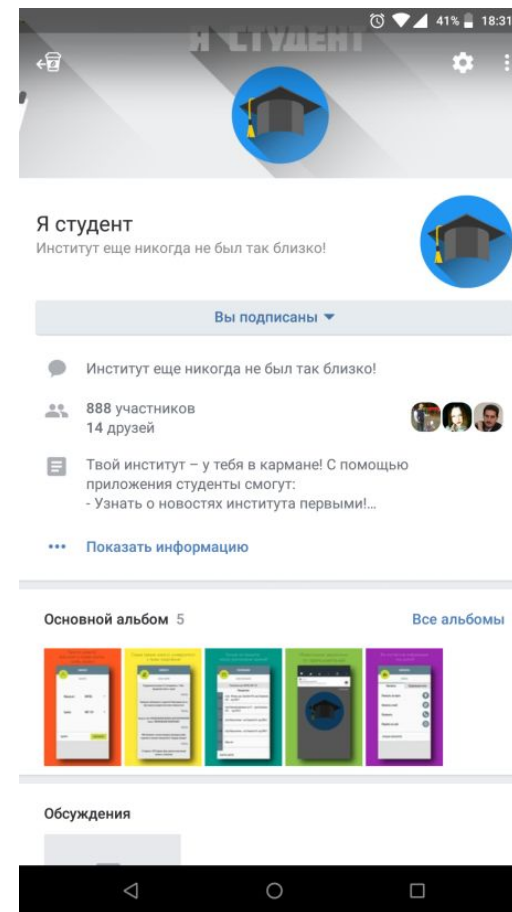 41% 18:31
Я СТУДЕНТ
Я студент
Институт еще никогда не был так близко!
Вы подписаны
Институт еще никогда не был так близко!
888 участников
14 друзей
Твой институт – у тебя в кармане! С помощью
приложения студенты смогут:
- Узнать о новостях института первыми!...
Показать информацию
Основной альбом 5
Все альбомы
Обсуждения